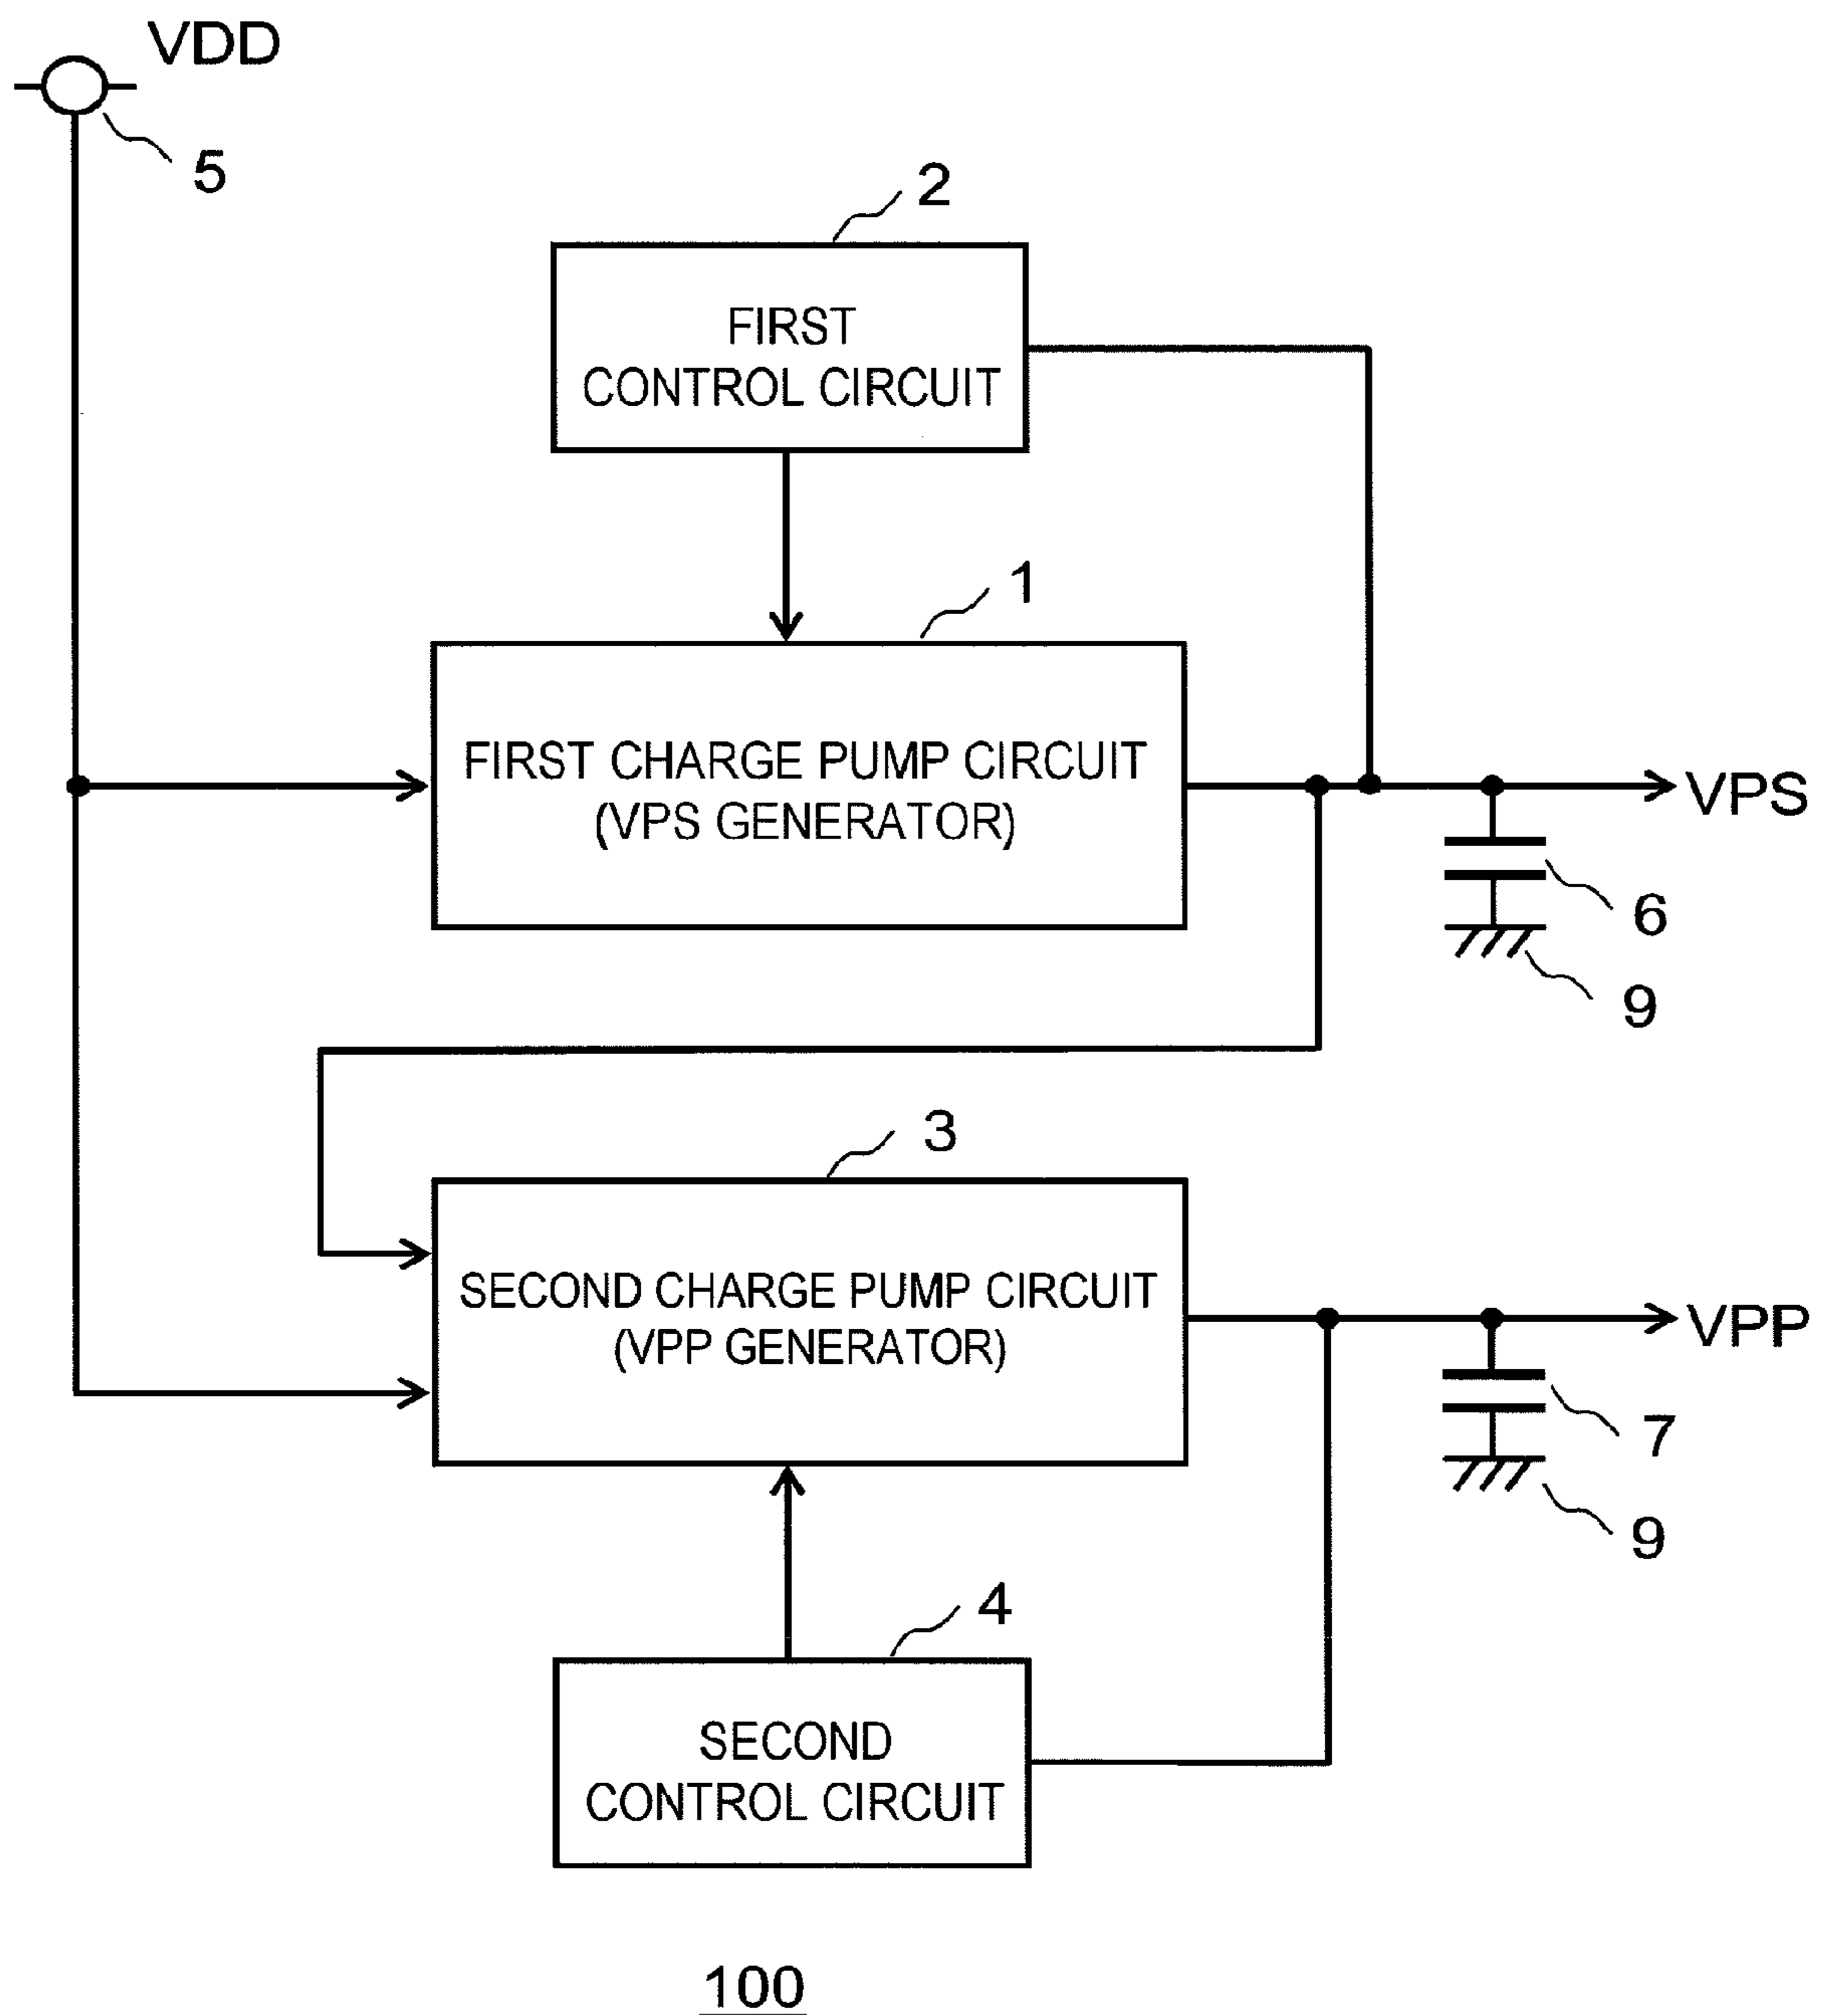 VDD
5
2
FIRST
CONTROL CIRCUIT
1
FIRST CHARGE PUMP CIRCUIT
(VPS GENERATOR)
VPS
6
9
3
SECOND CHARGE PUMP CIRCUIT
(VPP GENERATOR)
VPP
7
9
4
SECOND
CONTROL CIRCUIT
100